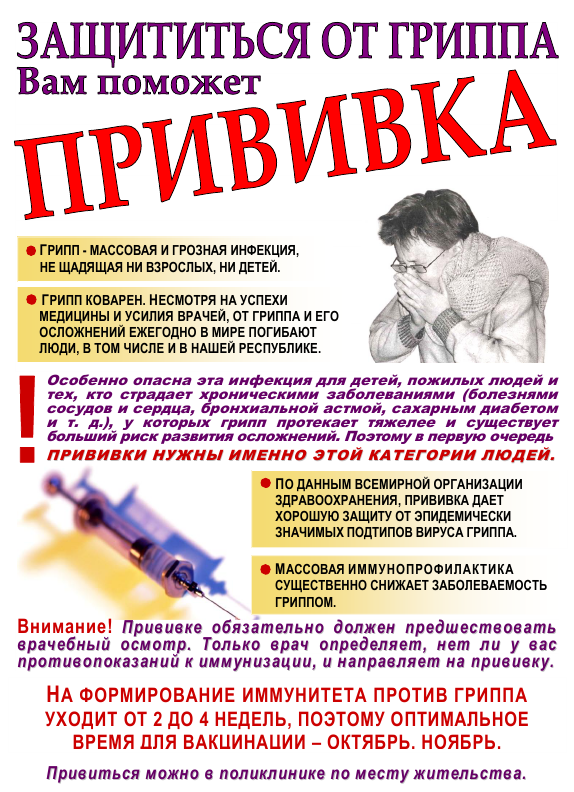 ЗАЩИТИТЬСЯ ОТ ГРИППА
Вам поможет
ПРИВИВКА
ГРИПП - МАССОВАЯ И ГРОЗНАЯ ИНФЕКЦИЯ,
НЕ ЩАДЯЩАЯ НИ ВЗРОСЛЫХ, НИ ДЕТЕЙ.
ГРИПП КОВАРЕН. НЕСМОТРЯ НА УСПЕХИ
МЕДИЦИНЫ И УСИЛИЯ ВРАЧЕЙ, ОТ ГРИППА И ЕГО
ОСЛОЖНЕНИЙ ЕЖЕГОДНО В МИРЕ ПОГИБАЮТ
ЛЮДИ, В ТОМ ЧИСЛЕ И В НАШЕЙ РЕСПУБЛИКЕ.
! Особенно опасна эта инфекция для детей, пожилых людей и
тех, кто страдает хроническими заболеваниями (болезнями
сосудов и сердца, бронхиальной астмой, сахарным диабетом
и т. д.), у которых грипп протекает тяжелее и существует
больший риск развития осложнений. Поэтому в первую очередь
ПРИВИВКИ НУЖНЫ ИМЕННО ЭТОЙ КАТЕГОРИИ ЛЮДЕЙ.
ПО ДАННЫМ ВСЕМИРНОЙ ОРГАНИЗАЦИИ
ЗДРАВООХРАНЕНИЯ, ПРИВИВКА ДАЕТ
ХОРОШУЮ ЗАЩИТУ ОТ ЭПИДЕМИЧЕСКИ
ЗНАЧИМЫХ ПОДТИПОВ ВИРУСА ГРИППА.
МАССОВАЯ ИММУНОПРОФИЛАКТИКА
СУЩЕСТВЕННО СНИЖАЕТ ЗАБОЛЕВАЕМОСТЬ
ГРИППОМ.
Внимание! Прививке обязательно должен предшествовать
врачебный осмотр. Только врач определяет, нет ли у вас
противопоказаний к иммунизации, и направляет на прививку.
НА ФОРМИРОВАНИЕ ИММУНИТЕТА ПРОТИВ ГРИППА
УХОДИТ ОТ 2 ДО 4 НЕДЕЛЬ, ПОЭТОМУ ОПТИМАЛЬНОЕ
ВРЕМЯ ДЛЯ ВАКЦИНАЦИИ – ОКТЯБРЬ. НОЯБРЬ.
Привиться можно в поликлинике по месту жительства.